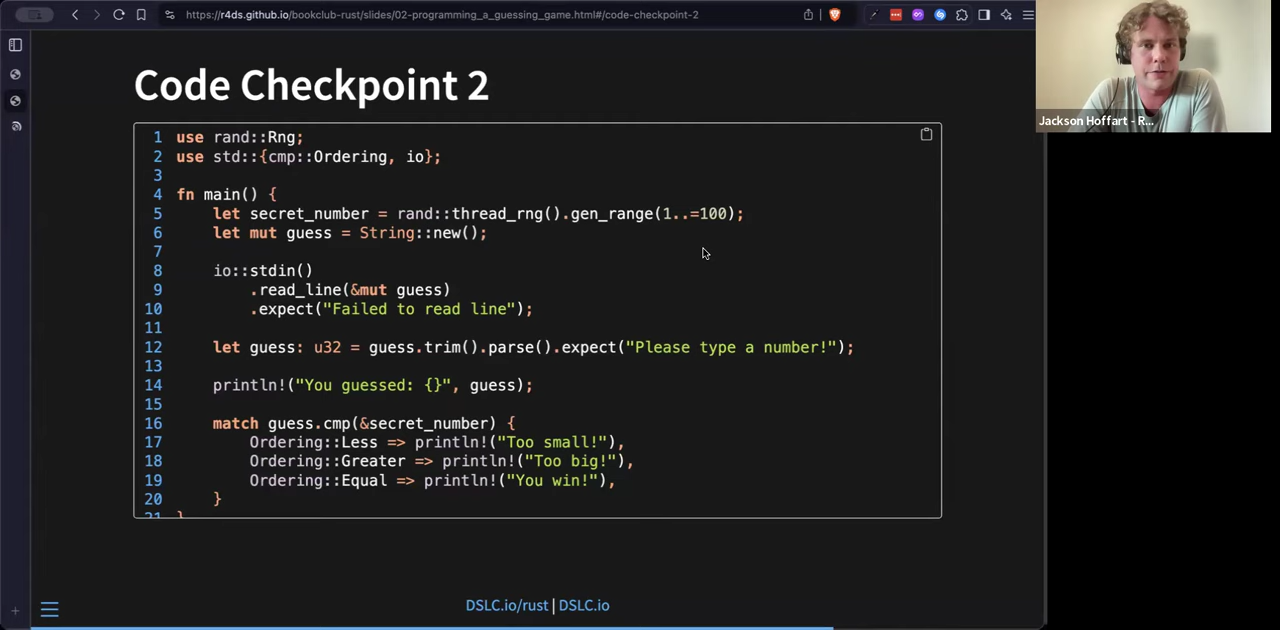 https://r4ds.github.io/bookclub-rust/slides/02-programming_a_guessing_game.html#/code-checkpoint-2
Jackson Hoffart - R...
Code Checkpoint 2
1 use rand::Rng;
2 use std::{cmp::Ordering, io};
3
4 fn main() {
5 let secret_number = rand::thread_rng().gen_range(1..=100);
6 let mut guess = String::new();
7
8 io::stdin()
9 .read_line(&mut guess)
10 .expect("Failed to read line");
11
12 let guess: u32 = guess.trim().parse().expect("Please type a number!");
13
14 println!("You guessed: {}", guess);
15
16 match guess.cmp(&secret_number) {
17 Ordering::Less => println!("Too small!"),
18 Ordering::Greater => println!("Too big!"),
19 Ordering::Equal => println!("You win!"),
20 }
21 }
DSLC.io/rust | DSLC.io